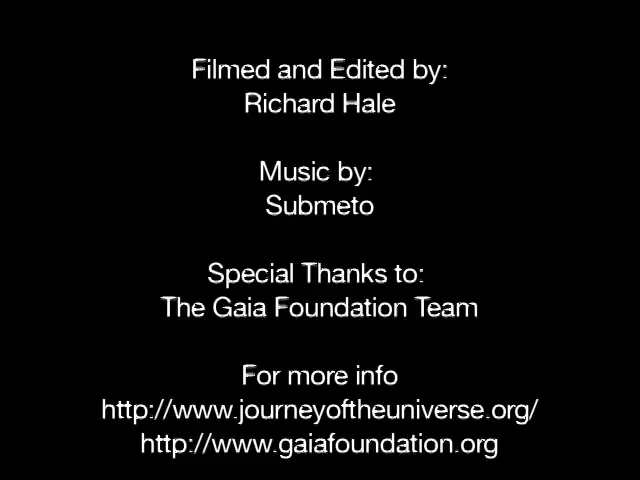 Filmed and Edited by:
Richard Hale
Music by:
Submeto
Special Thanks to:
The Gaia Foundation Team
For more info
http://www.journeyoftheuniverse.org/
http://www.gaiafoundation.org